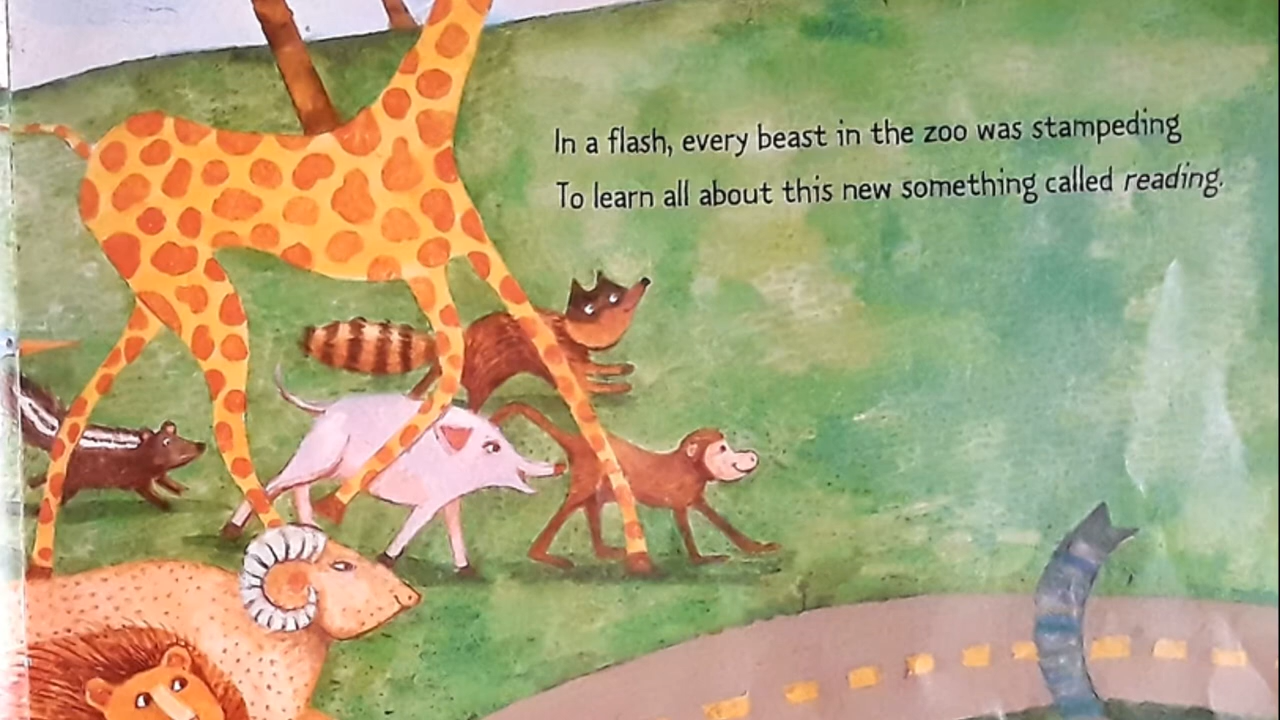 In a flash, every beast in the zoo was stampeding
To learn all about this new something called reading.